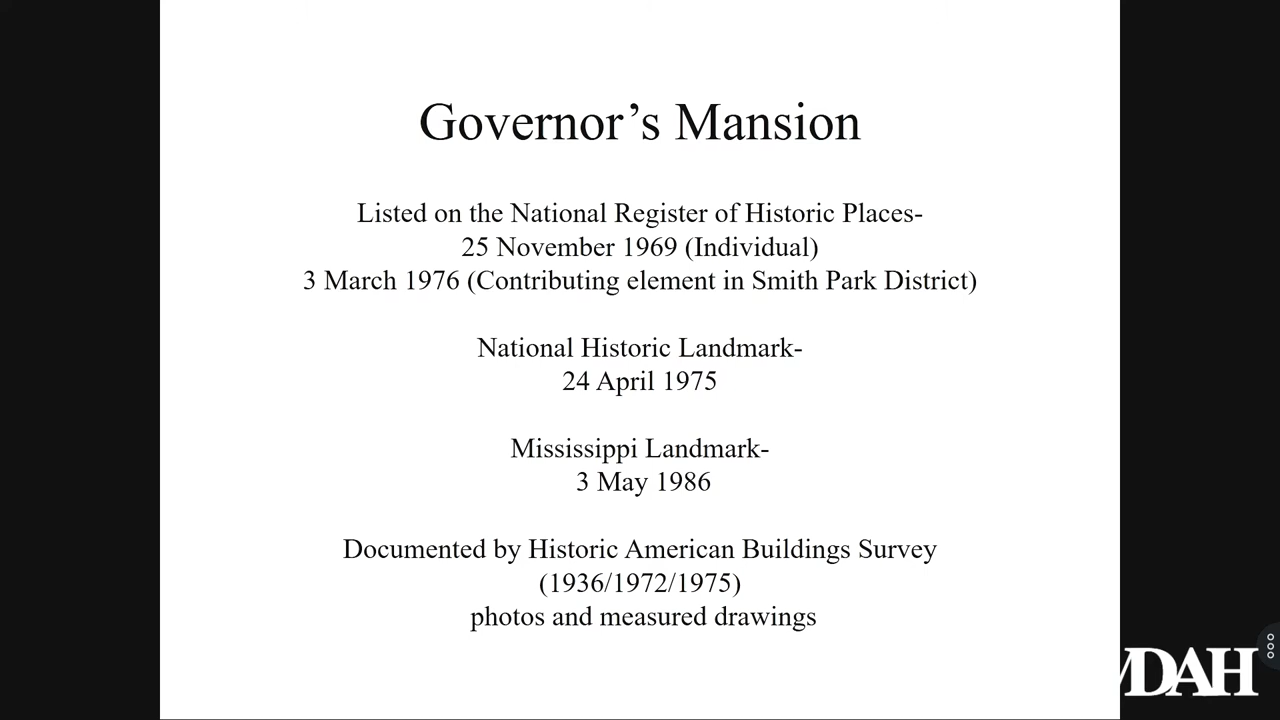 Governor’s Mansion
Listed on the National Register of Historic Places-
25 November 1969 (Individual)
3 March 1976 (Contributing element in Smith Park District)
National Historic Landmark-
24 April 1975
Mississippi Landmark-
3 May 1986
Documented by Historic American Buildings Survey
(1936/1972/1975)
photos and measured drawings
DAH